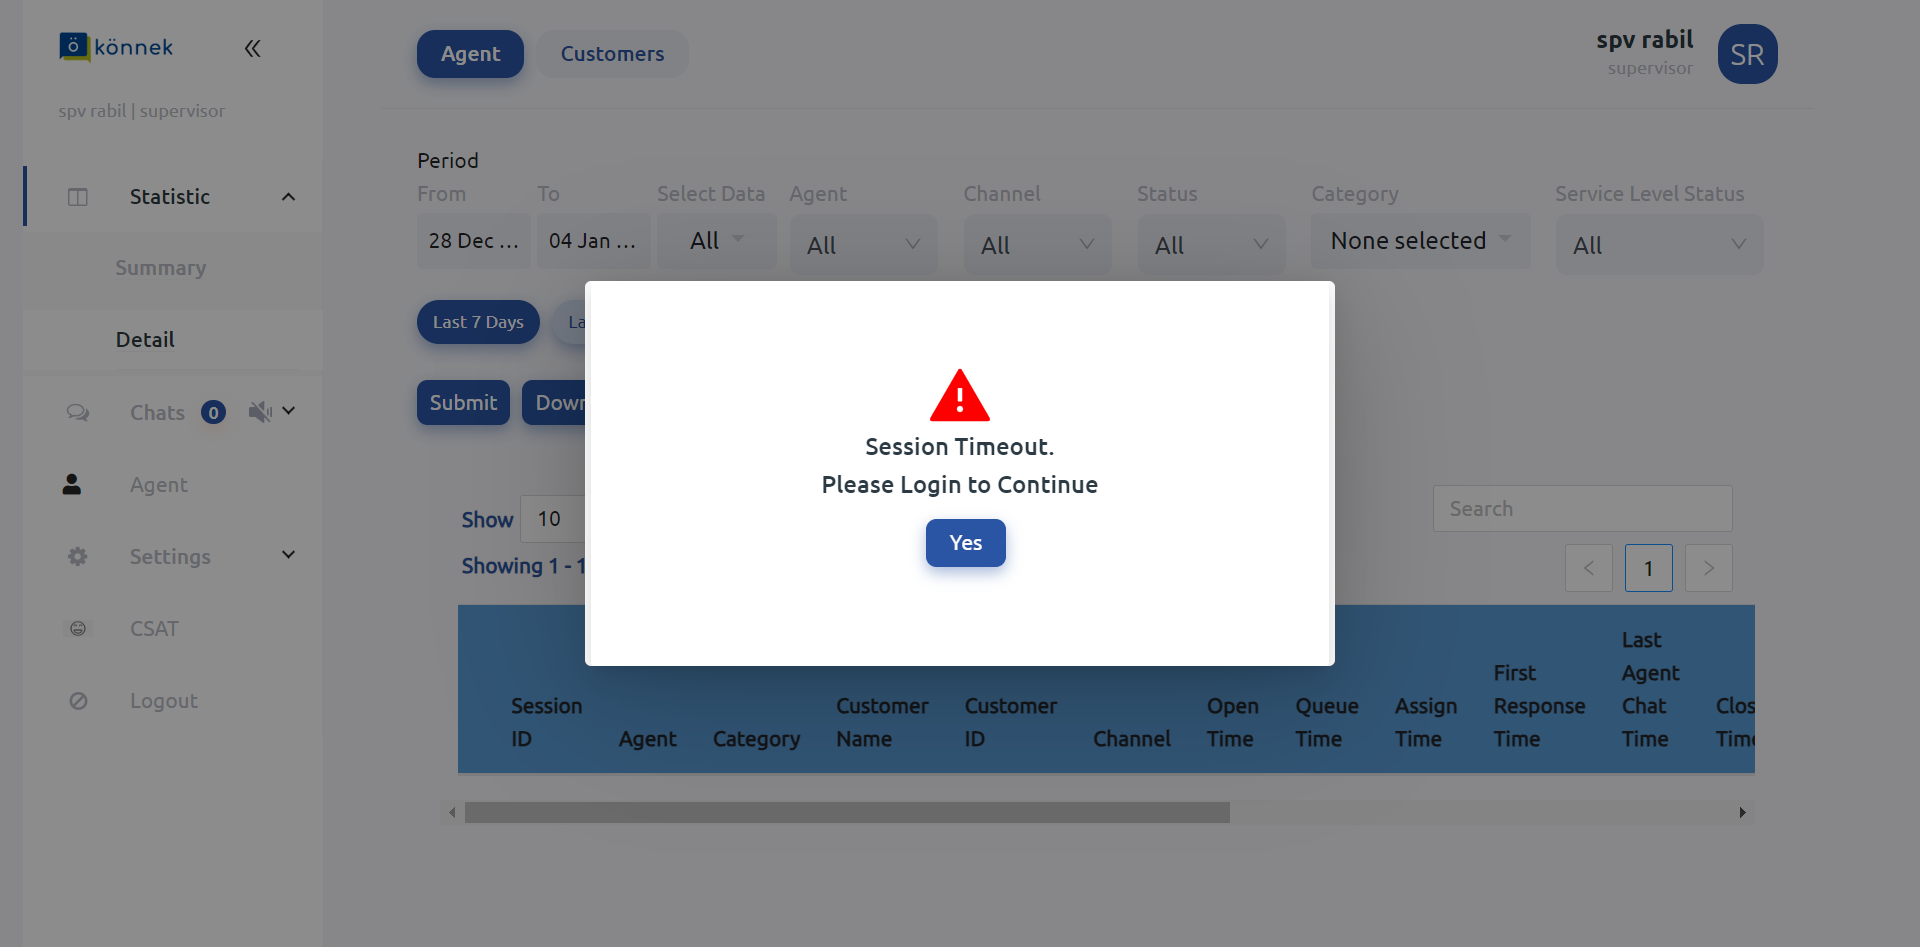 könnek
spv rabil | supervisor
Statistic
Summary
Detail
Chats 0
Agent
Settings
CSAT
Logout
Agent Customers
spv rabil
supervisor
SR
Period
From To Select Data Agent Channel Status Category Service Level Status
28 Dec ... 04 Jan ... All All All All None selected All
Last 7 Days La
Submit Down
Session Timeout.
Please Login to Continue
Yes
Show 10
Search
Showing 1 - 1
< 1 >
Session ID
Agent
Category
Customer Name
Customer ID
Channel
Open Time
Queue Time
Assign Time
First Response Time
Last Agent Chat Time
Clos
Time